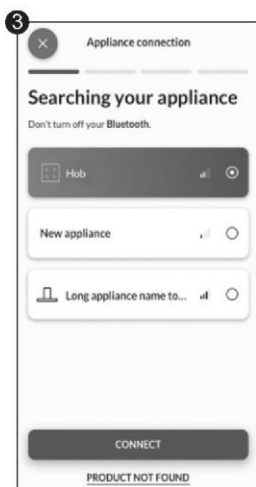 3
Appliance connection
Searching your appliance
Don't turn off your Bluetooth.
Hob
New appliance
Long appliance name to...
CONNECT
PRODUCT NOT FOUND